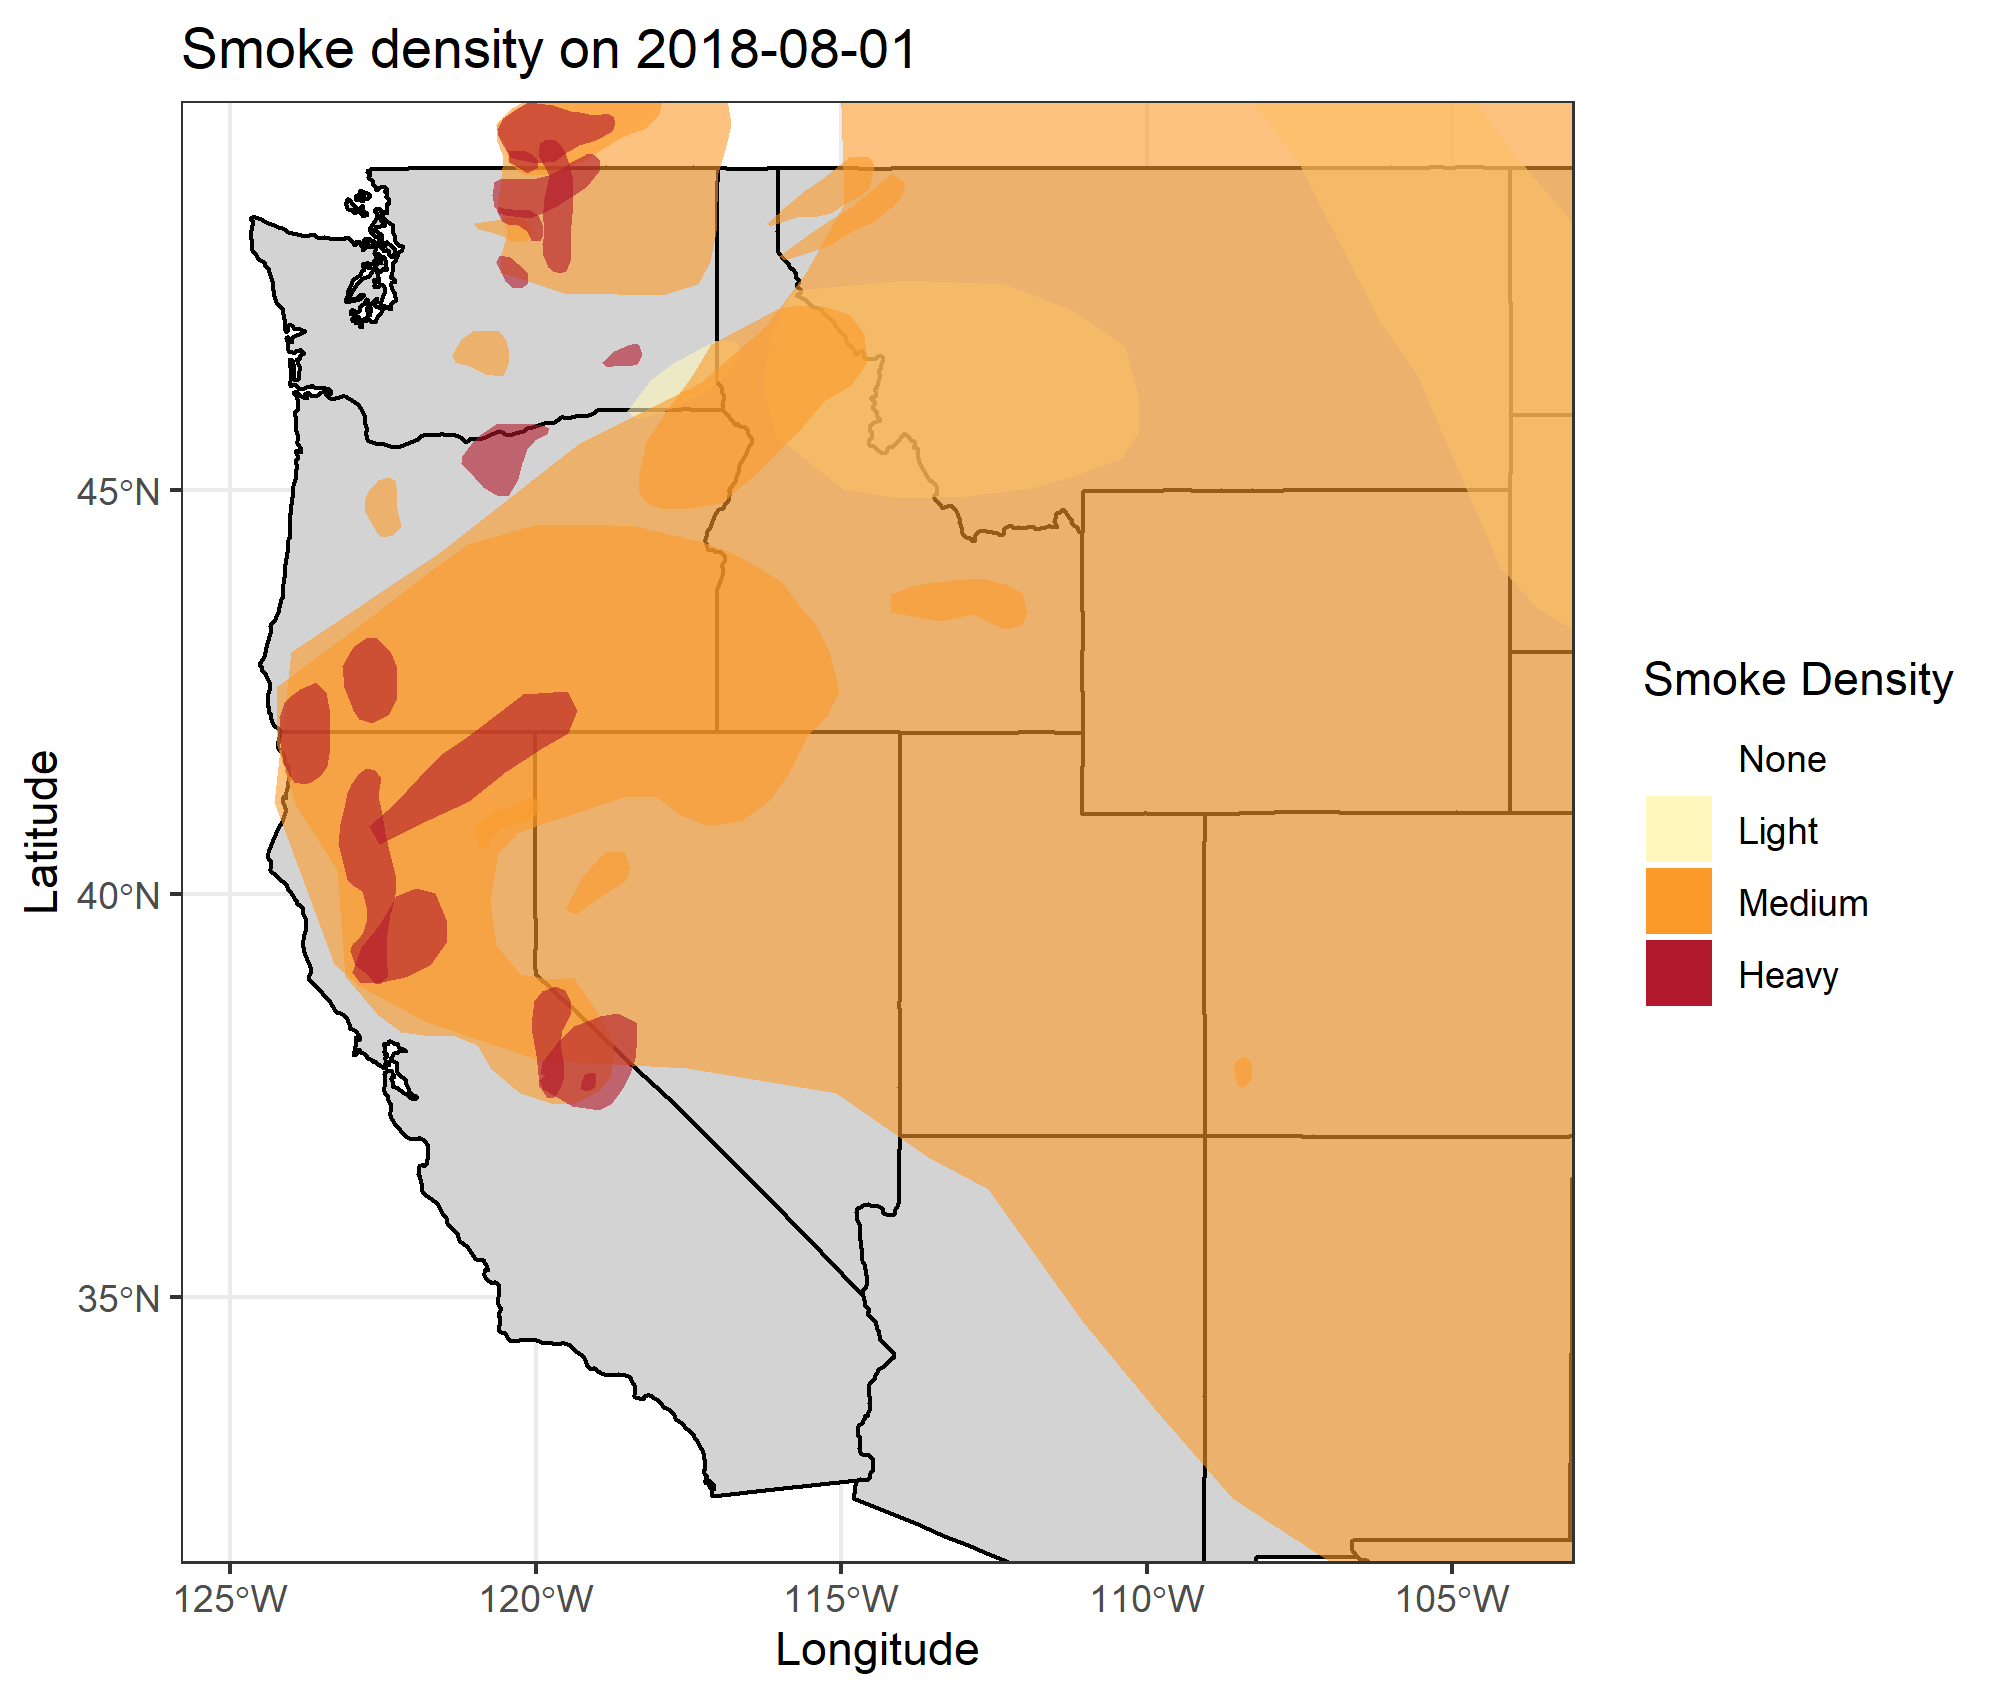 Smoke density on 2018-08-01
45°N
40°N
35°N
Latitude
125°W
120°W
115°W
110°W
105°W
Longitude
Smoke Density
None
Light
Medium
Heavy